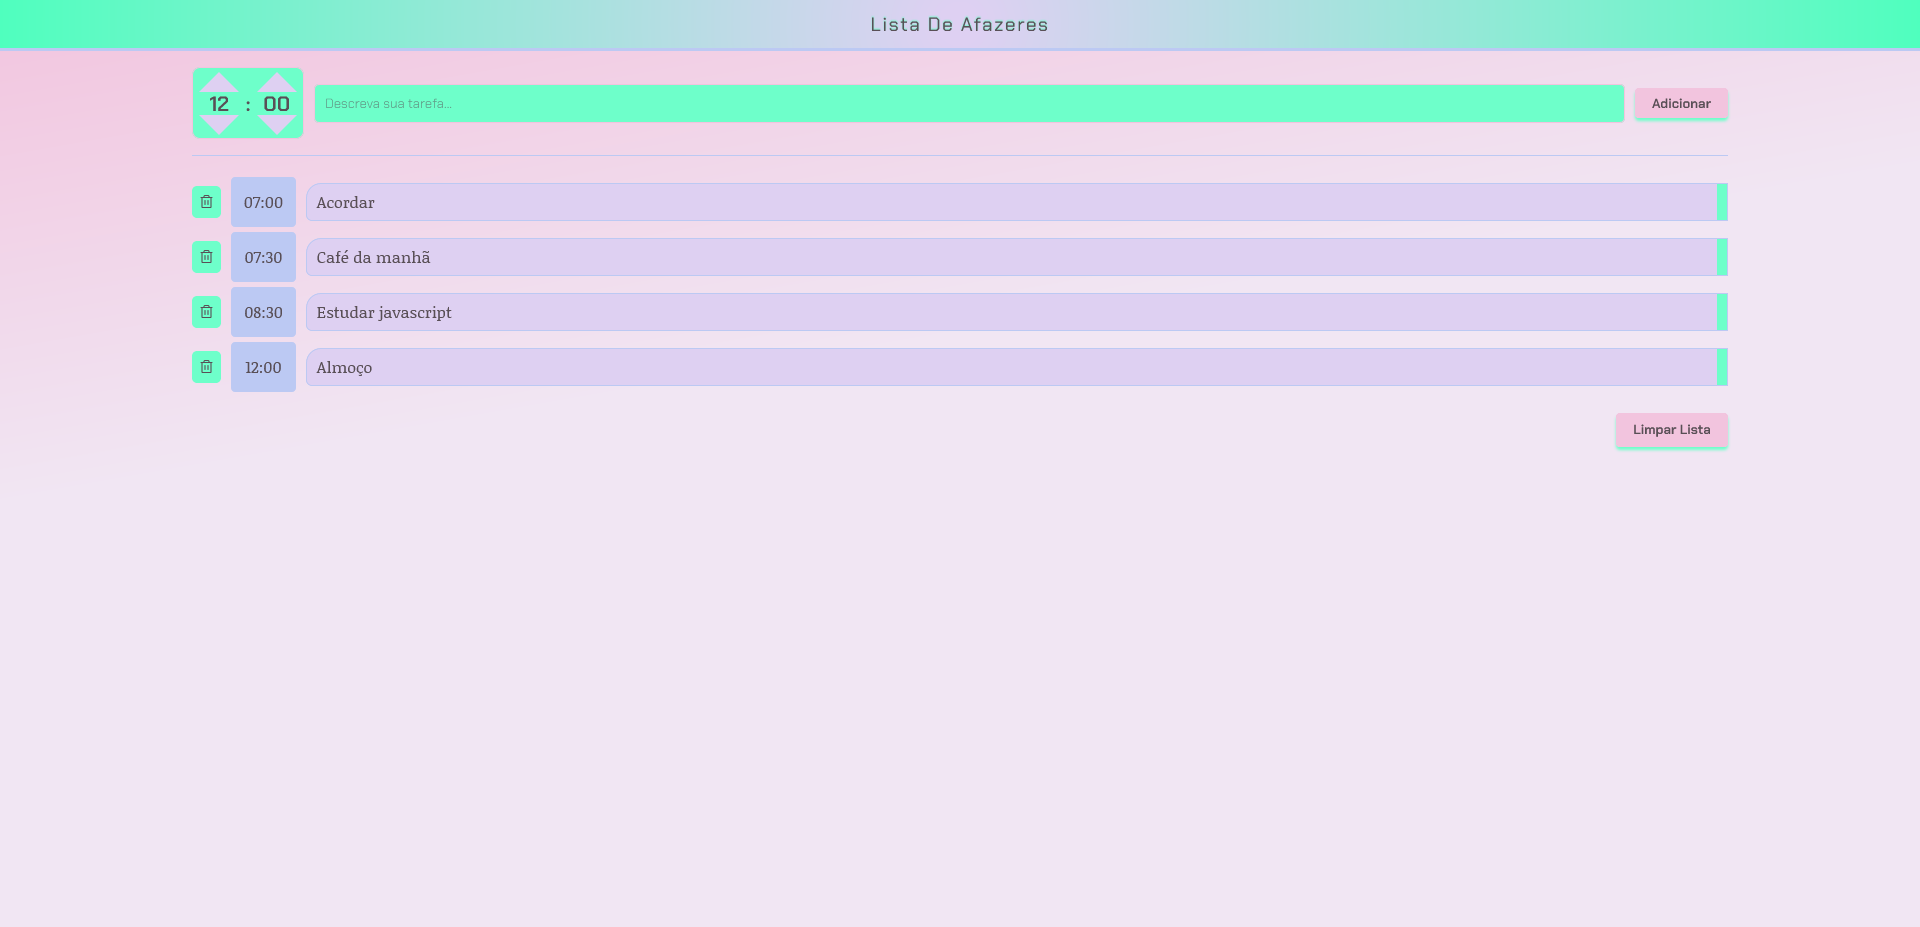 Lista De Afazeres
12 : 00
Descreva sua tarefa...
Adicionar
07:00 Acordar
07:30 Café da manhã
08:30 Estudar javascript
12:00 Almoço
Limpar Lista